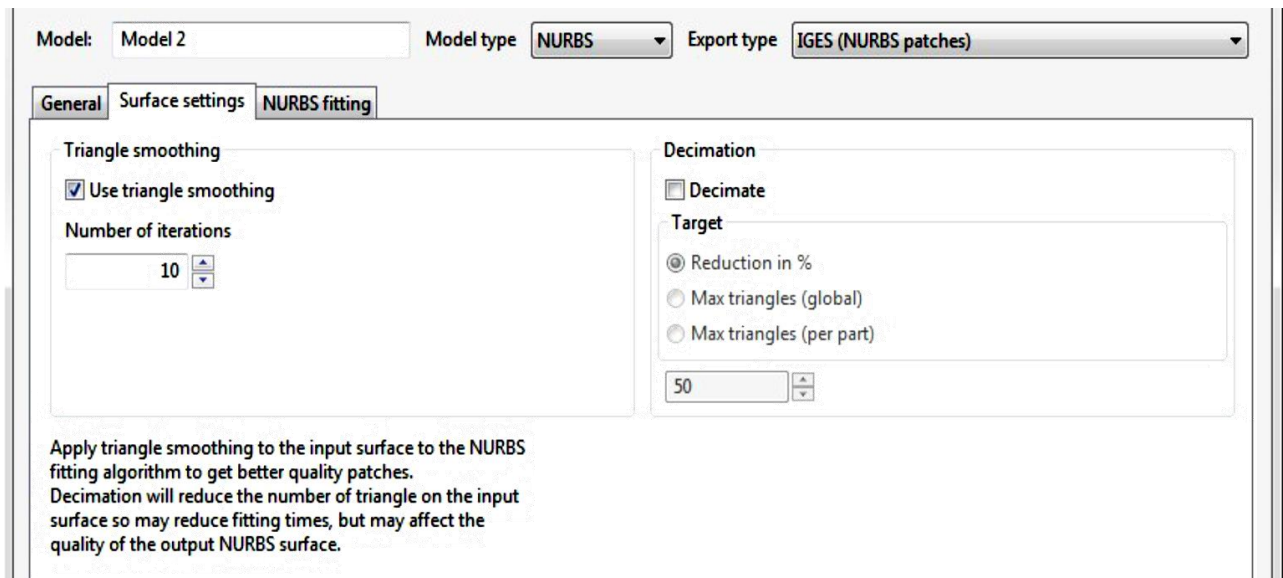 Model: Model 2 Model type NURBS Export type IGES (NURBS patches)
General Surface settings NURBS fitting
Triangle smoothing
Use triangle smoothing
Number of iterations
10
Decimation
Decimate
Target
Reduction in %
Max triangles (global)
Max triangles (per part)
50
Apply triangle smoothing to the input surface to the NURBS
fitting algorithm to get better quality patches.
Decimation will reduce the number of triangle on the input
surface so may reduce fitting times, but may affect the
quality of the output NURBS surface.